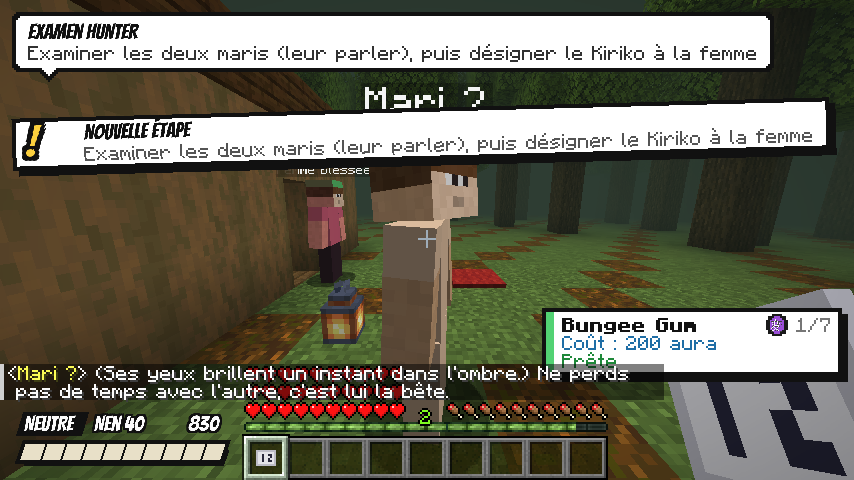 EXAMEN HUNTER
Examiner les deux maris (leur parler), puis désigner le Kiriko à la femme
Mari ?
NOUVELLE ÉTAPE
Examiner les deux maris (leur parler), puis désigner le Kiriko à la femme
blessée
Bungee Gum 1/7
Coût : 200 aura
Prête
<Mari ?> (Ses yeux brillent un instant dans l'ombre.) Ne perds
pas de temps avec l'autre, c'est lui la bête.
NEUTRE NEN 40 830
2
12
12